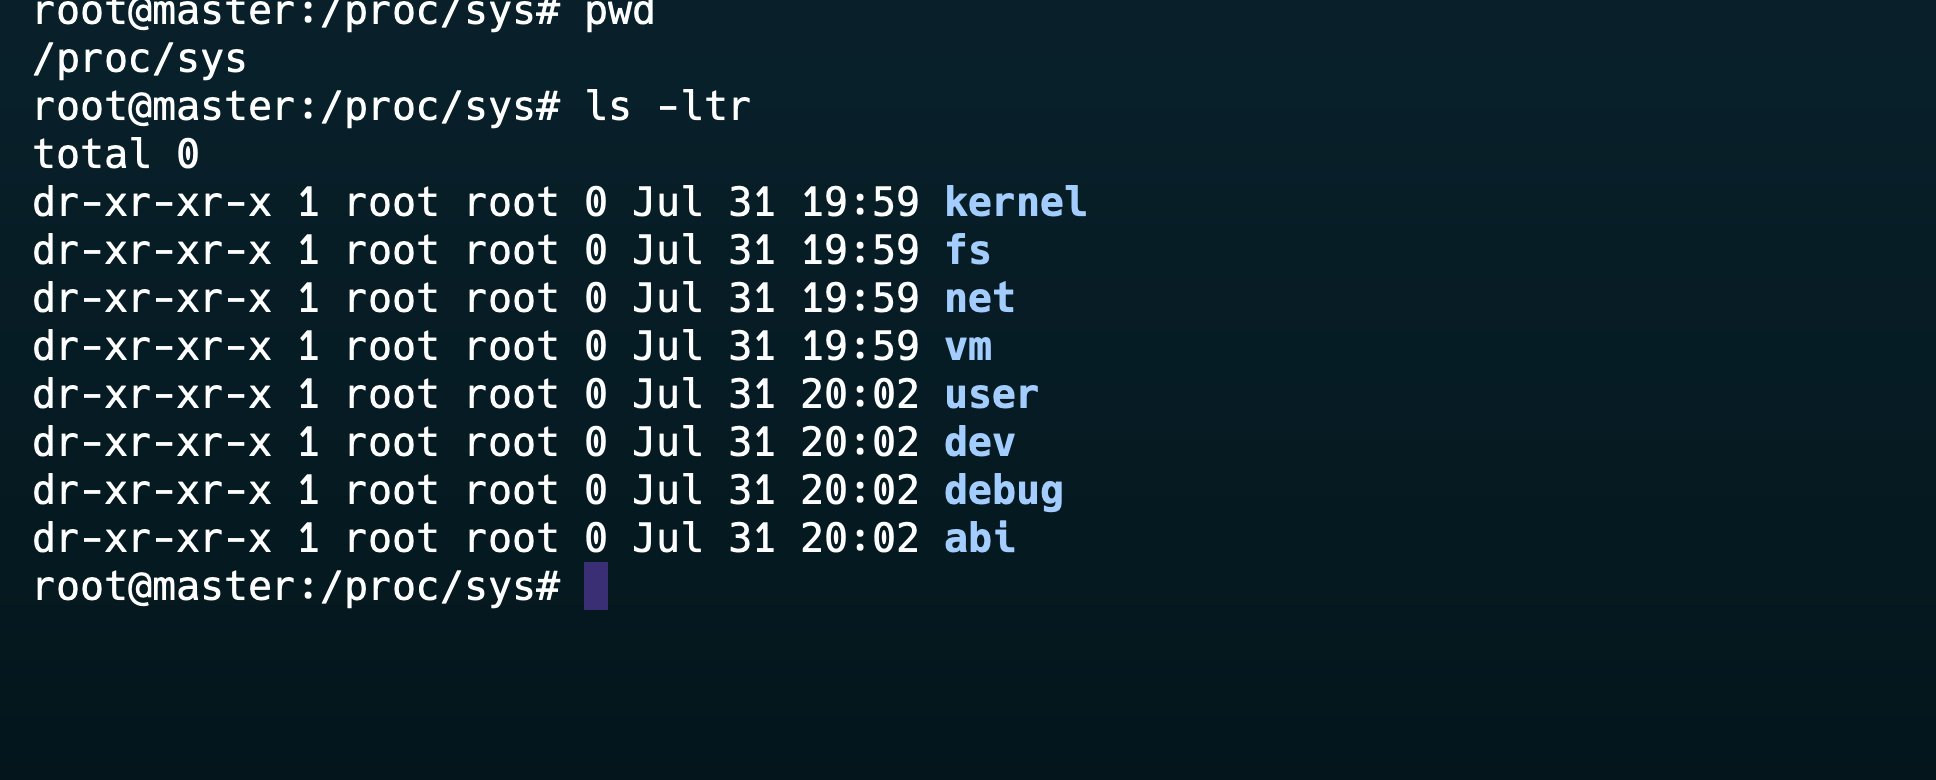 root@master:/proc/sys# pwd
/proc/sys
root@master:/proc/sys# ls -ltr
total 0
dr-xr-xr-x 1 root root 0 Jul 31 19:59 kernel
dr-xr-xr-x 1 root root 0 Jul 31 19:59 fs
dr-xr-xr-x 1 root root 0 Jul 31 19:59 net
dr-xr-xr-x 1 root root 0 Jul 31 19:59 vm
dr-xr-xr-x 1 root root 0 Jul 31 20:02 user
dr-xr-xr-x 1 root root 0 Jul 31 20:02 dev
dr-xr-xr-x 1 root root 0 Jul 31 20:02 debug
dr-xr-xr-x 1 root root 0 Jul 31 20:02 abi
root@master:/proc/sys#